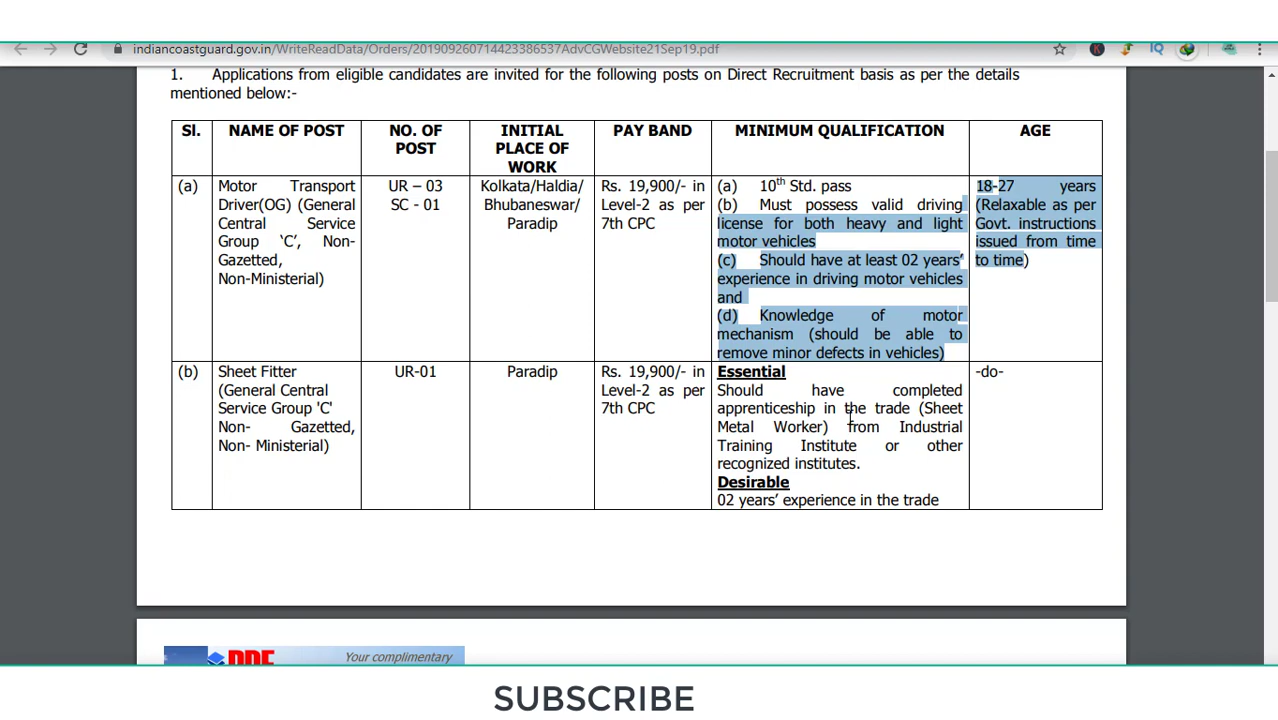 indiancoastguard.gov.in/WriteReadData/Orders/201909260714423386537AdvCGWebsite21Sep19.pdf
K
IQ
1. Applications from eligible candidates are invited for the following posts on Direct Recruitment basis as per the details
mentioned below:-
Sl.
NAME OF POST
NO. OF
POST
INITIAL
PLACE OF
WORK
PAY BAND
MINIMUM QUALIFICATION
AGE
(a)
Motor Transport
Driver(OG) (General
Central Service
Group ‘C’, Non-
Gazetted,
Non-Ministerial)
UR – 03
SC - 01
Kolkata/Haldia/
Bhubaneswar/
Paradip
Rs. 19,900/- in
Level-2 as per
7th CPC
(a) 10th Std. pass
(b) Must possess valid driving
license for both heavy and light
motor vehicles
(c) Should have at least 02 years’
experience in driving motor vehicles
and
(d) Knowledge of motor
mechanism (should be able to
remove minor defects in vehicles)
18-27 years
(Relaxable as per
Govt. instructions
issued from time
to time)
(b)
Sheet Fitter
(General Central
Service Group 'C'
Non- Gazetted,
Non- Ministerial)
UR-01
Paradip
Rs. 19,900/- in
Level-2 as per
7th CPC
Essential
Should have completed
apprenticeship in the trade (Sheet
Metal Worker) from Industrial
Training Institute or other
recognized institutes.
Desirable
02 years’ experience in the trade
-do-
Your complimentary
SUBSCRIBE